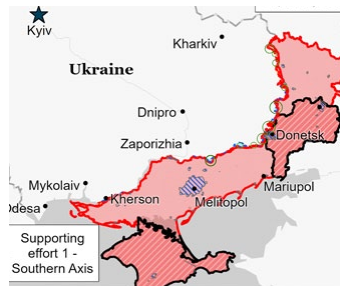 Kyiv
Kharkiv
Ukraine
Dnipro
Zaporizhia
Donetsk
Mykolaiv
Mariupol
Kherson
Melitopol
Odesa
Supporting
effort 1 -
Southern Axis